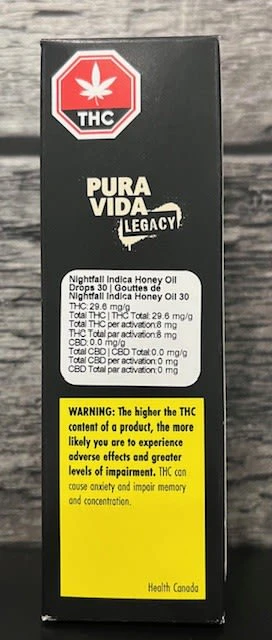 THC
PURA
VIDA
LEGACY
Nightfall Indica Honey Oil
Drops 30 | Gouttes de
Nightfall Indica Honey Oil 30
THC: 29.6 mg/g
Total THC | THC Total: 29.6 mg/g
Total THC per activation:8 mg
THC Total par activation:8 mg
CBD: 0.0 mg/g
Total CBD | CBD Total:0.0 mg/g
Total CBD per activation:0 mg
CBD Total par activation:0 mg
WARNING: The higher the THC
content of a product, the more
likely you are to experience
adverse effects and greater
levels of impairment. THC can
cause anxiety and impair memory
and concentration.
Health Canada